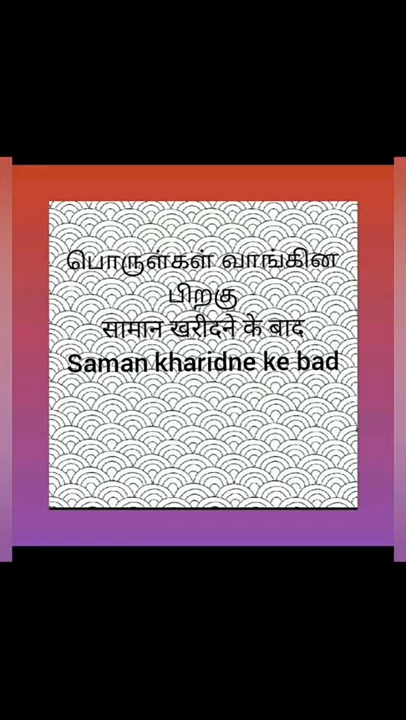 பொருள்கள் வாங்கின
பிறகு
सामान खरीदने के बाद
Saman kharidne ke bad